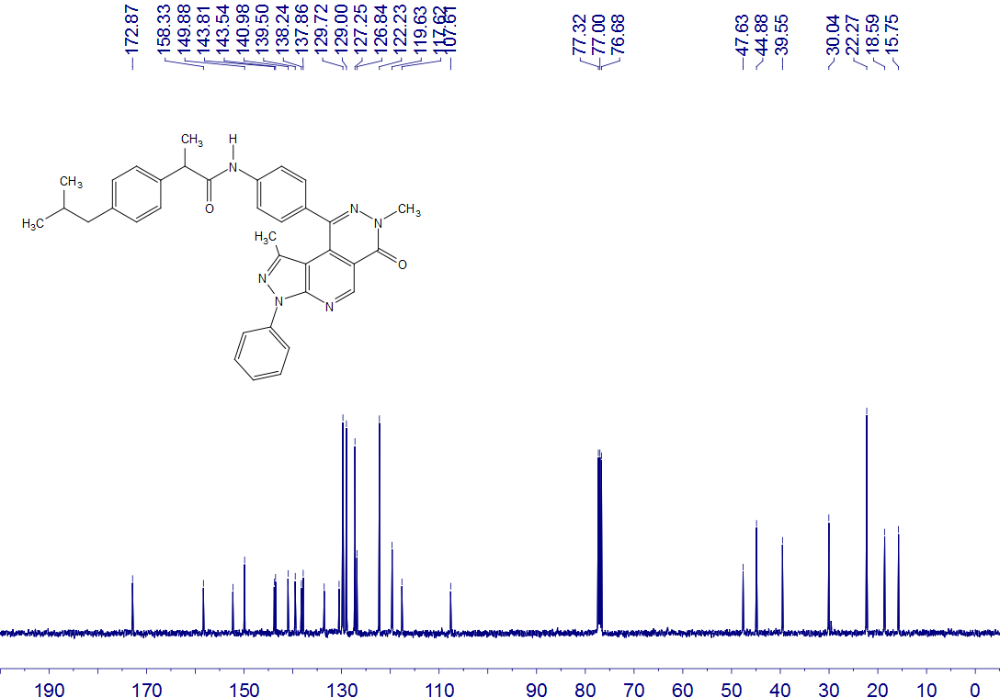 172.87
158.33
149.88
143.81
143.54
140.98
139.50
138.24
137.86
129.72
129.00
127.25
126.84
122.23
119.63
117.62
107.61
77.32
77.00
76.68
47.63
44.88
39.55
30.04
22.27
18.59
15.75
CH3 H
N
CH3
O
H3C
N
N CH3
H3C
O
N
N
N
190 170 150 130 110 90 80 70 60 50 40 30 20 10 0